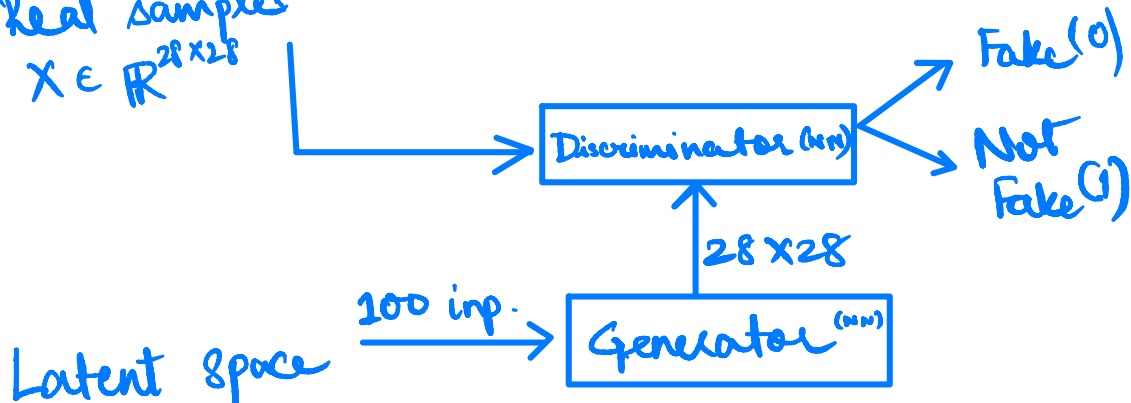 Real samples
X ∈ ℝ^28×28
Fake (0)
Discriminator (NN)
Not
Fake (1)
28×28
100 inp.
Generator (NN)
Latent space